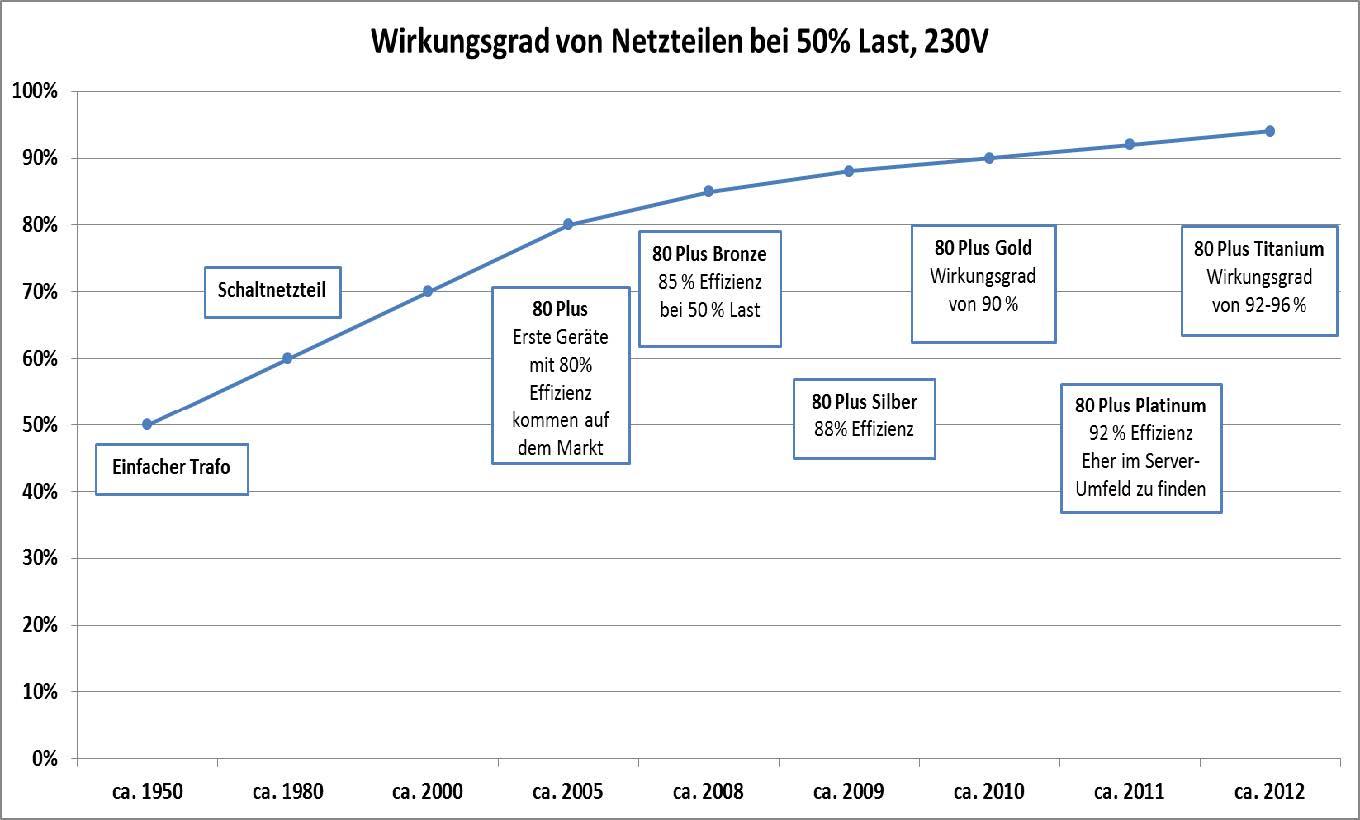 Wirkungsgrad von Netzteilen bei 50% Last, 230V
100%
90%
80%
70%
60%
50%
40%
30%
20%
10%
0%
Einfacher Trafo
Schaltnetzteil
80 Plus
Erste Geräte
mit 80%
Effizienz
kommen auf
dem Markt
80 Plus Bronze
85 % Effizienz
bei 50 % Last
80 Plus Silber
88% Effizienz
80 Plus Gold
Wirkungsgrad
von 90 %
80 Plus Platinum
92 % Effizienz
Eher im Server-
Umfeld zu finden
80 Plus Titanium
Wirkungsgrad
von 92-96 %
ca. 1950 ca. 1980 ca. 2000 ca. 2005 ca. 2008 ca. 2009 ca. 2010 ca. 2011 ca. 2012